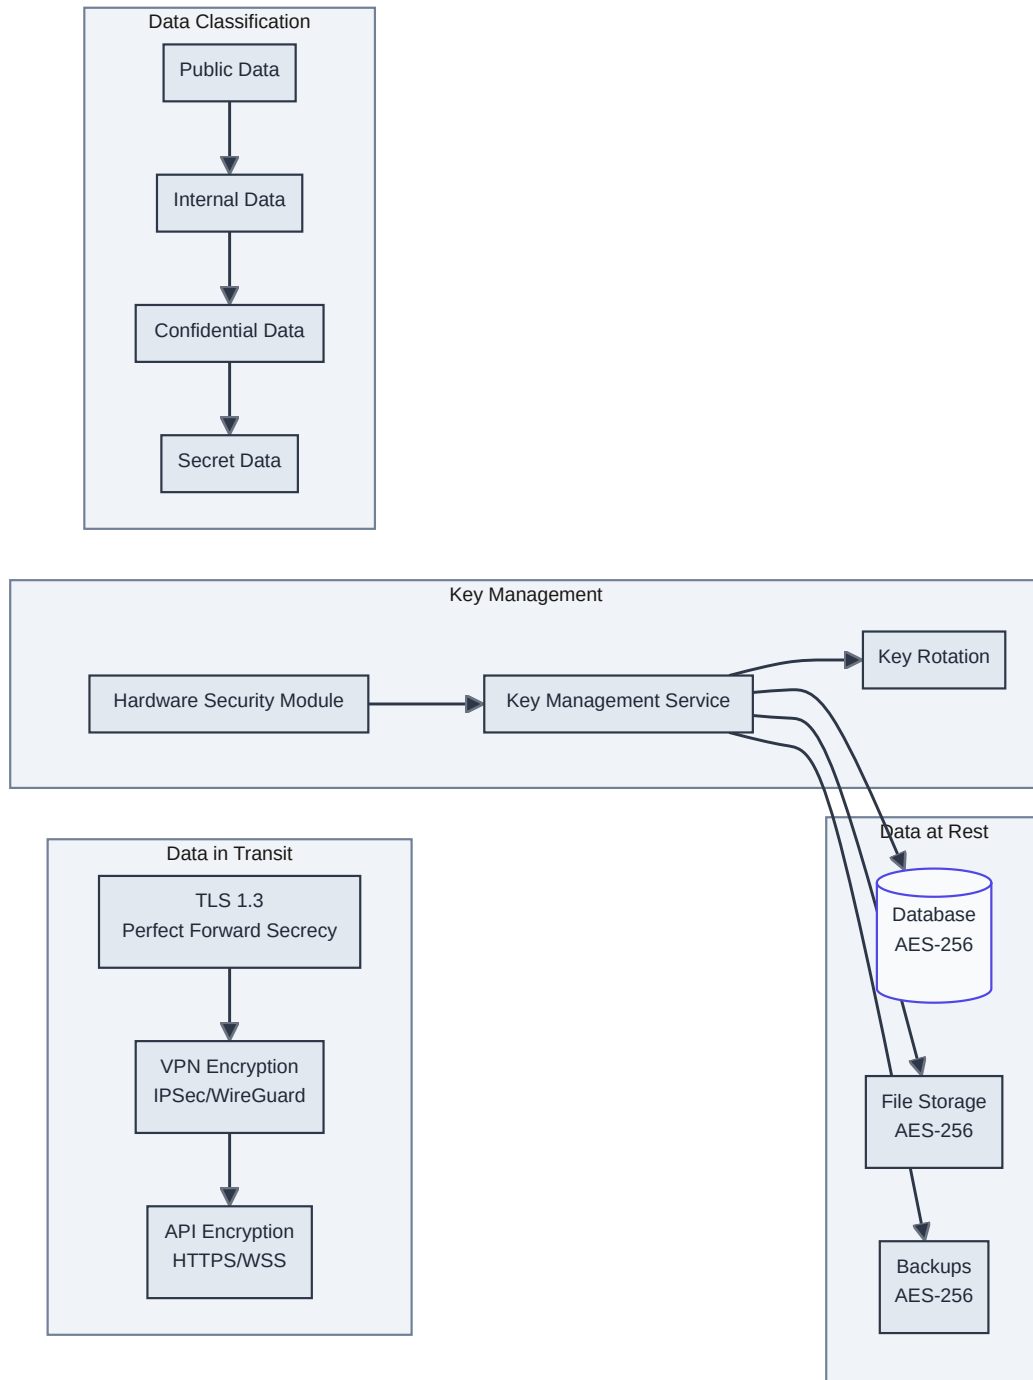 Data Classification
Public Data
Internal Data
Confidential Data
Secret Data
Key Management
Key Rotation
Hardware Security Module
Key Management Service
Data in Transit
TLS 1.3
Perfect Forward Secrecy
VPN Encryption
IPSec/WireGuard
API Encryption
HTTPS/WSS
Data at Rest
Database
AES-256
File Storage
AES-256
Backups
AES-256